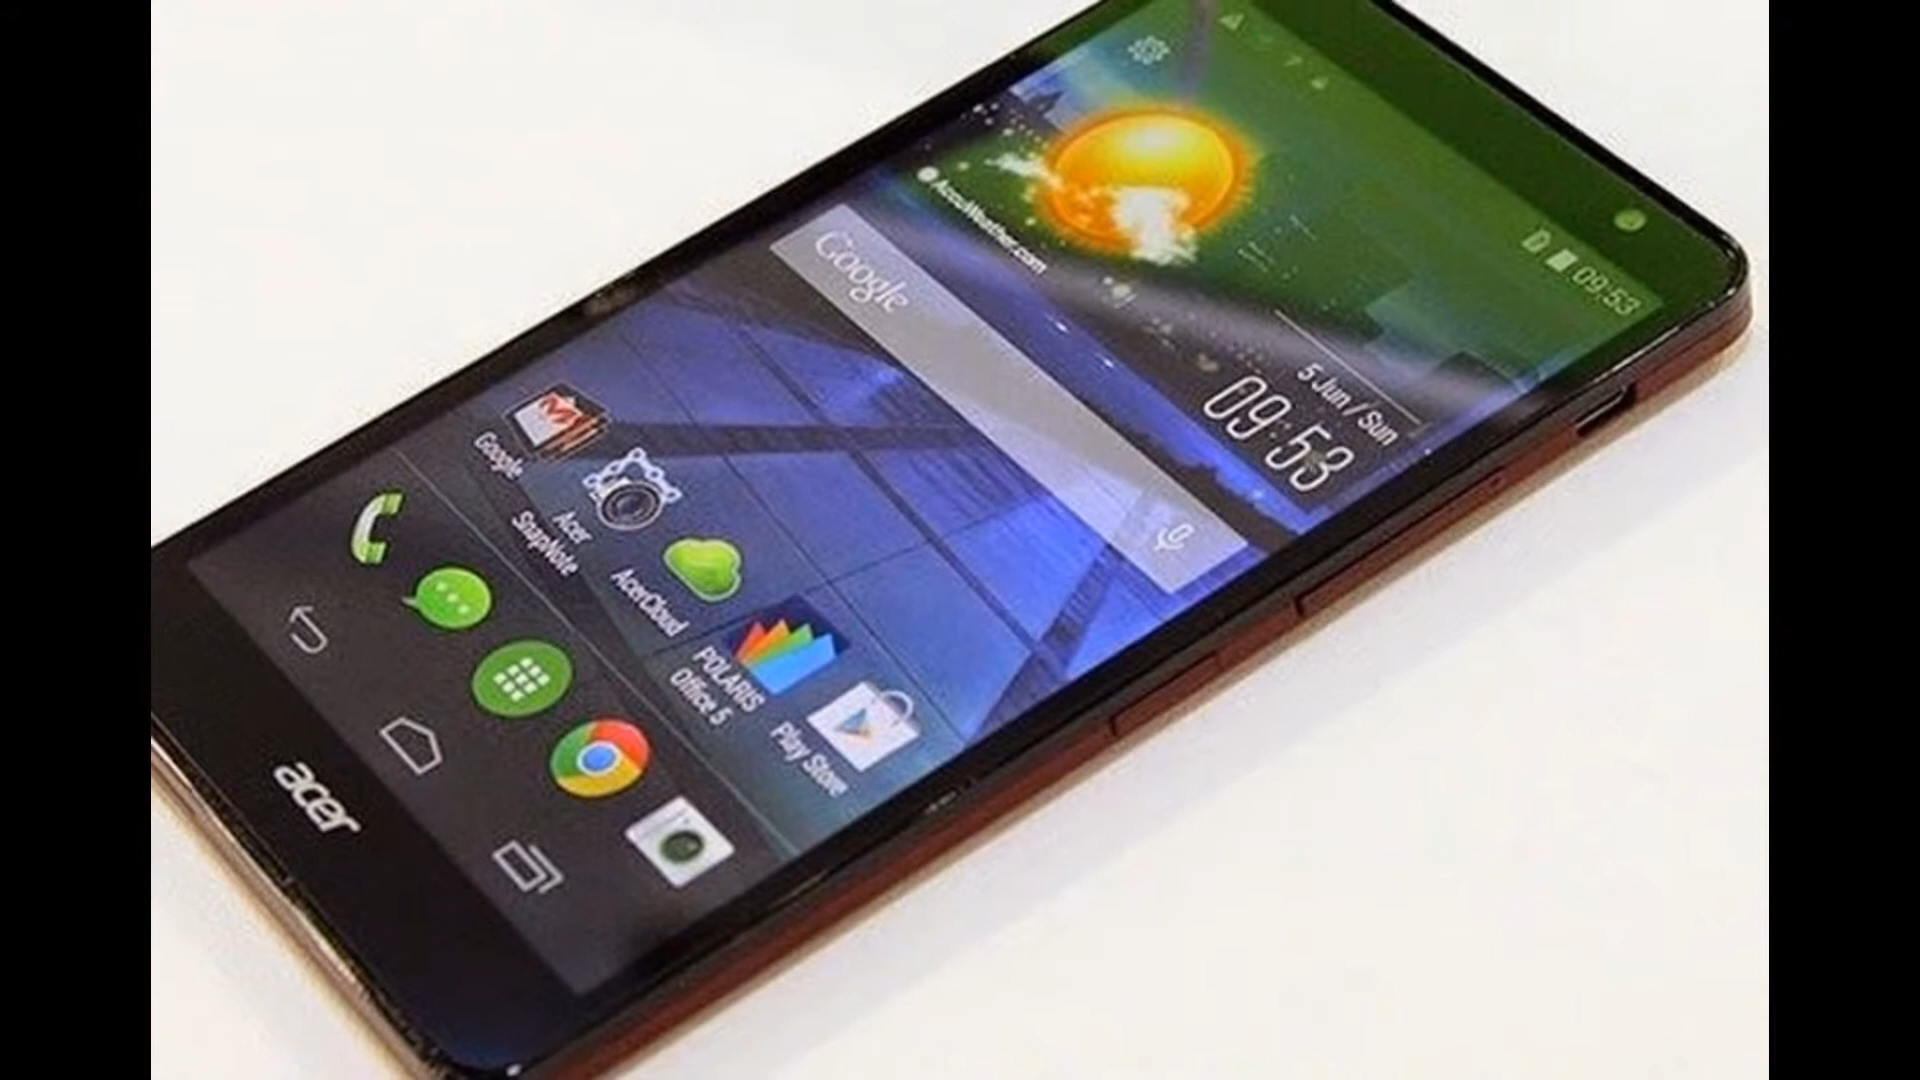 09:53
AccuWeather.com
5 Jun / Sun
09:53
Google
Google
Acer
SnapNote
AcerCloud
POLARIS
Office 5
Play Store
acer